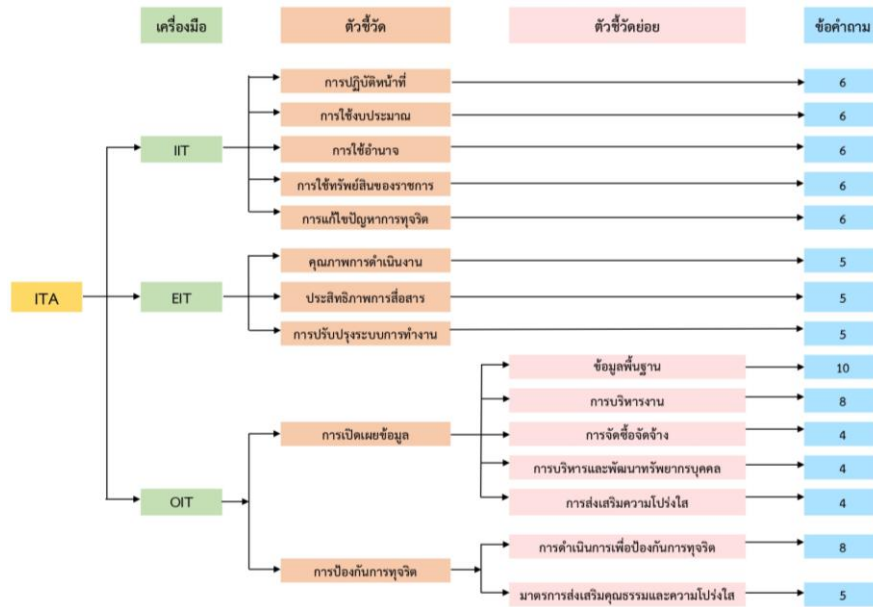 เครื่องมือ ตัวชี้วัด ตัวชี้วัดย่อย ข้อคำถาม
การปฏิบัติหน้าที่ 6
การใช้งบประมาณ 6
IIT การใช้อำนาจ 6
การใช้ทรัพย์สินของราชการ 6
การแก้ไขปัญหาการทุจริต 6
คุณภาพการดำเนินงาน 5
ITA EIT ประสิทธิภาพการสื่อสาร 5
การปรับปรุงระบบการทำงาน 5
ข้อมูลพื้นฐาน 10
การบริหารงาน 8
การเปิดเผยข้อมูล การจัดซื้อจัดจ้าง 4
การบริหารและพัฒนาทรัพยากรบุคคล 4
OIT การส่งเสริมความโปร่งใส 4
การดำเนินการเพื่อป้องกันการทุจริต 8
การป้องกันการทุจริต
มาตรการส่งเสริมคุณธรรมและความโปร่งใส 5